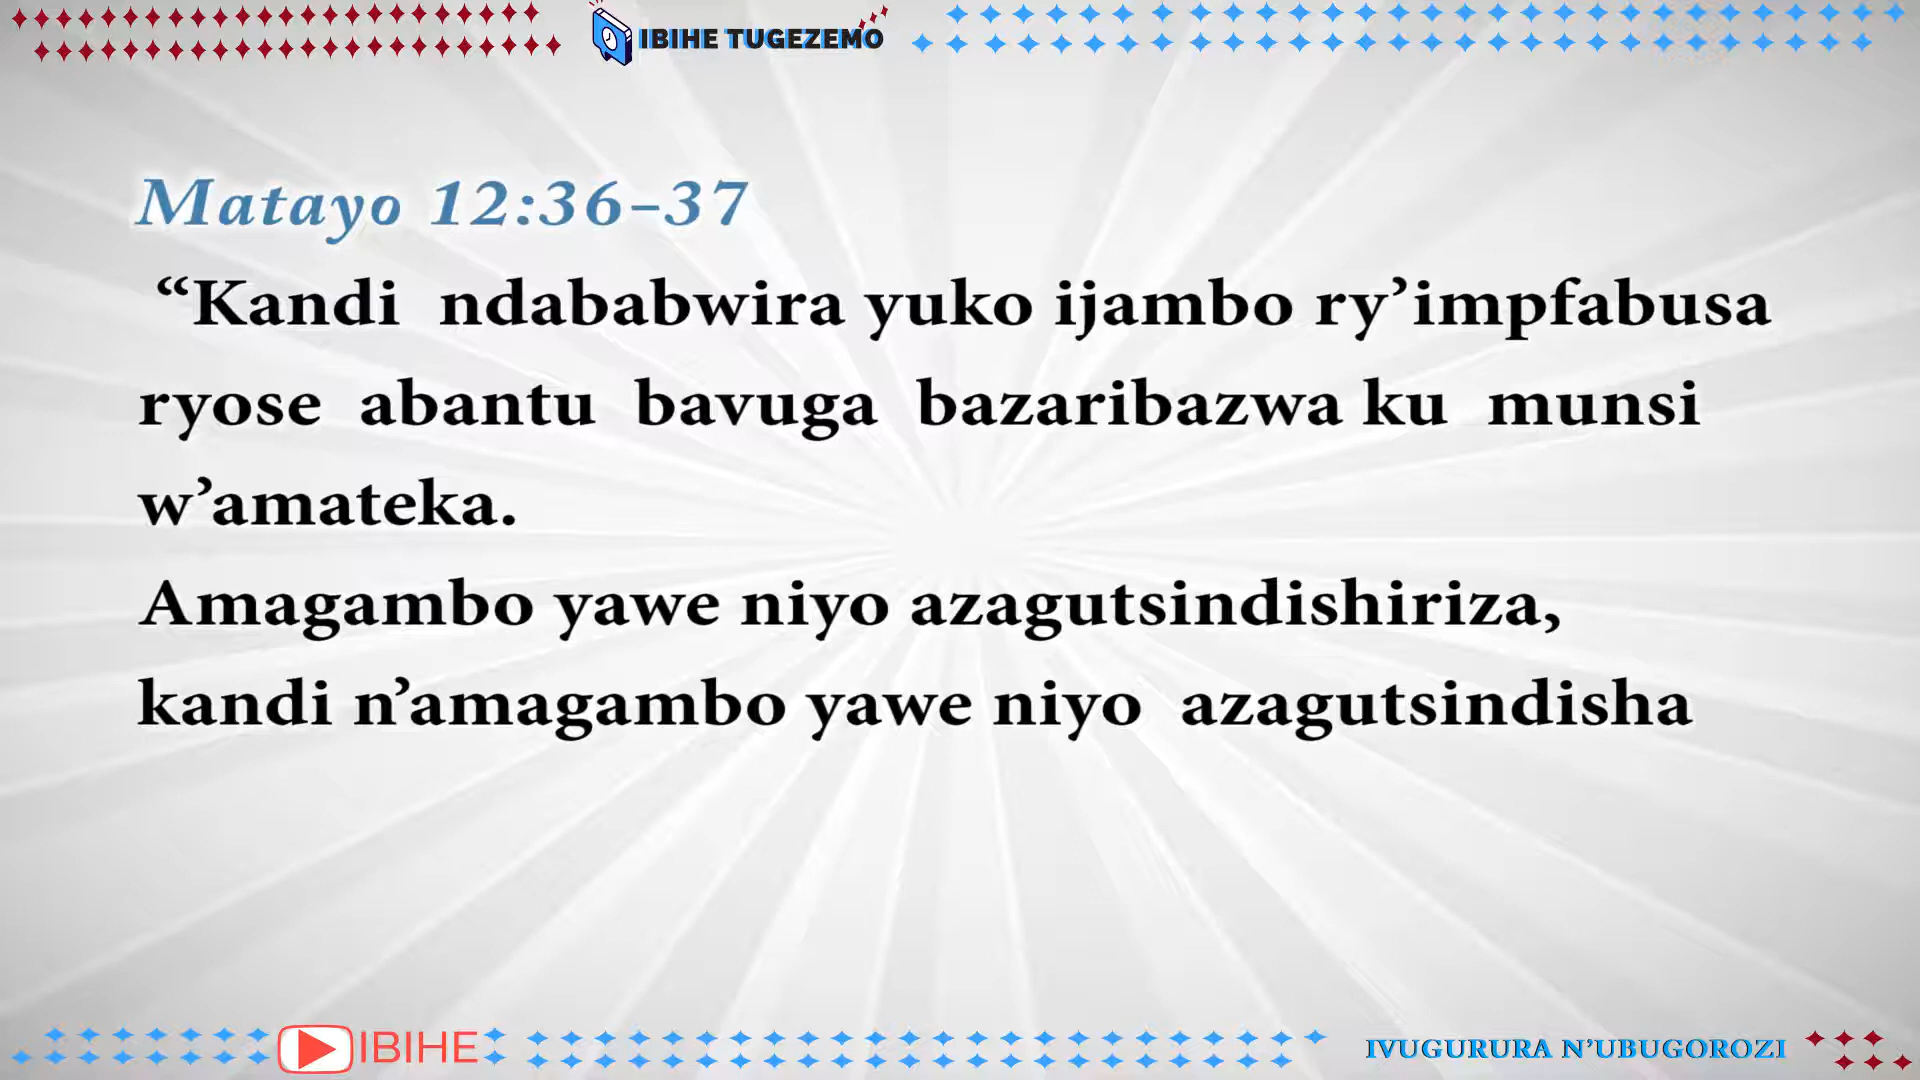 IBIHE TUGEZEMO
Matayo 12:36-37
“Kandi ndababwira yuko ijambo ry’impfabusa
ryose abantu bavuga bazaribazwa ku munsi
w’amateka.
Amagambo yawe niyo azagutsindishiriza,
kandi n’amagambo yawe niyo azagutsindisha
IBIHE
IVUGURURA N’UBUGOROZI